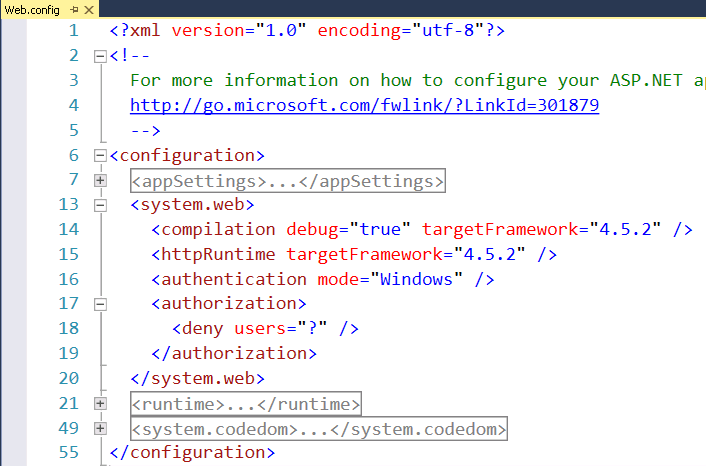 Web.config
1 <?xml version="1.0" encoding="utf-8"?>
2 <!--
3 For more information on how to configure your ASP.NET
4 http://go.microsoft.com/fwlink/?LinkId=301879
5 -->
6 <configuration>
7 <appSettings>...</appSettings>
13 <system.web>
14 <compilation debug="true" targetFramework="4.5.2" />
15 <httpRuntime targetFramework="4.5.2" />
16 <authentication mode="Windows" />
17 <authorization>
18 <deny users="?" />
19 </authorization>
20 </system.web>
21 <runtime>...</runtime>
49 <system.codedom>...</system.codedom>
55 </configuration>